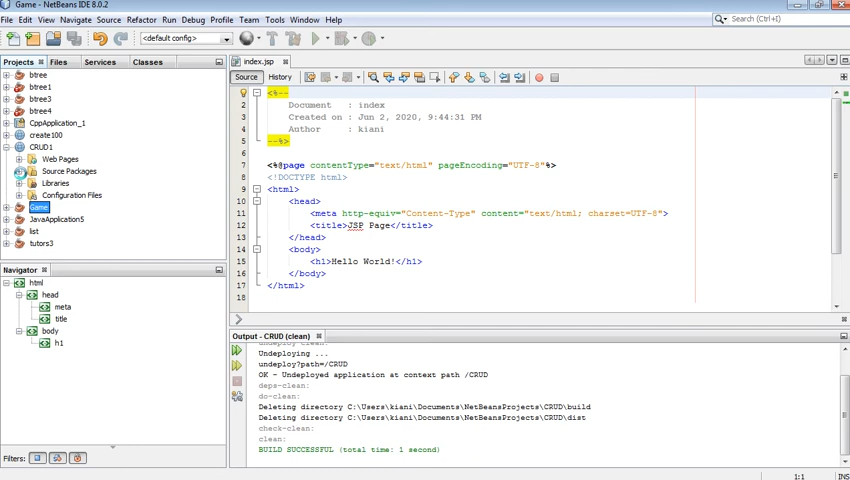 Game - NetBeans IDE 8.0.2
File Edit View Navigate Source Refactor Run Debug Profile Team Tools Window Help
Search (Ctrl+I)
<default config>
Projects Files Services Classes
index.jsp
Source History
btree
btree1
btree3
btree4
CppApplication_1
create100
CRUD1
Web Pages
Source Packages
Libraries
Configuration Files
Game
JavaApplication5
list
tutors3
<%--
2 Document : index
3 Created on : Jun 2, 2020, 9:44:31 PM
4 Author : kiani
5 --%>
6
7 <%@page contentType="text/html" pageEncoding="UTF-8"%>
8 <!DOCTYPE html>
9 <html>
10 <head>
11 <meta http-equiv="Content-Type" content="text/html; charset=UTF-8">
12 <title>JSP Page</title>
13 </head>
14 <body>
15 <h1>Hello World!</h1>
16 </body>
17 </html>
18
Navigator
html
head
meta
title
body
h1
Filters:
Output - CRUD (clean)
undeploy-clean:
Undeploying ...
undeploy?path=/CRUD
OK - Undeployed application at context path /CRUD
deps-clean:
do-clean:
Deleting directory C:\Users\kiani\Documents\NetBeansProjects\CRUD\build
Deleting directory C:\Users\kiani\Documents\NetBeansProjects\CRUD\dist
check-clean:
clean:
BUILD SUCCESSFUL (total time: 1 second)
1:1 INS